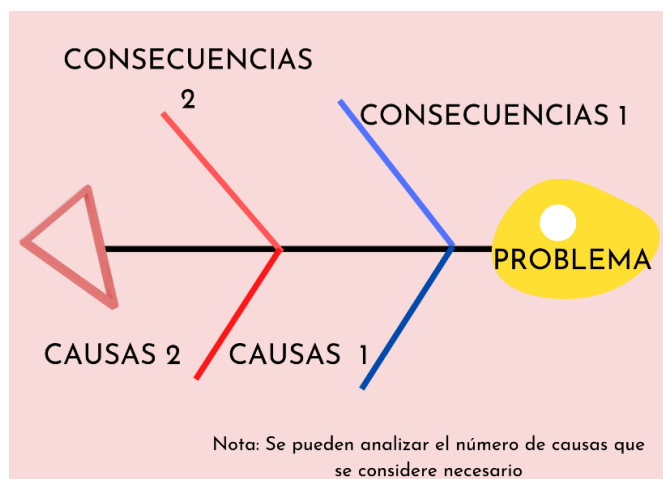 CONSECUENCIAS
2
CONSECUENCIAS 1
PROBLEMA
CAUSAS 2
CAUSAS 1
Nota: Se pueden analizar el número de causas que
se considere necesario